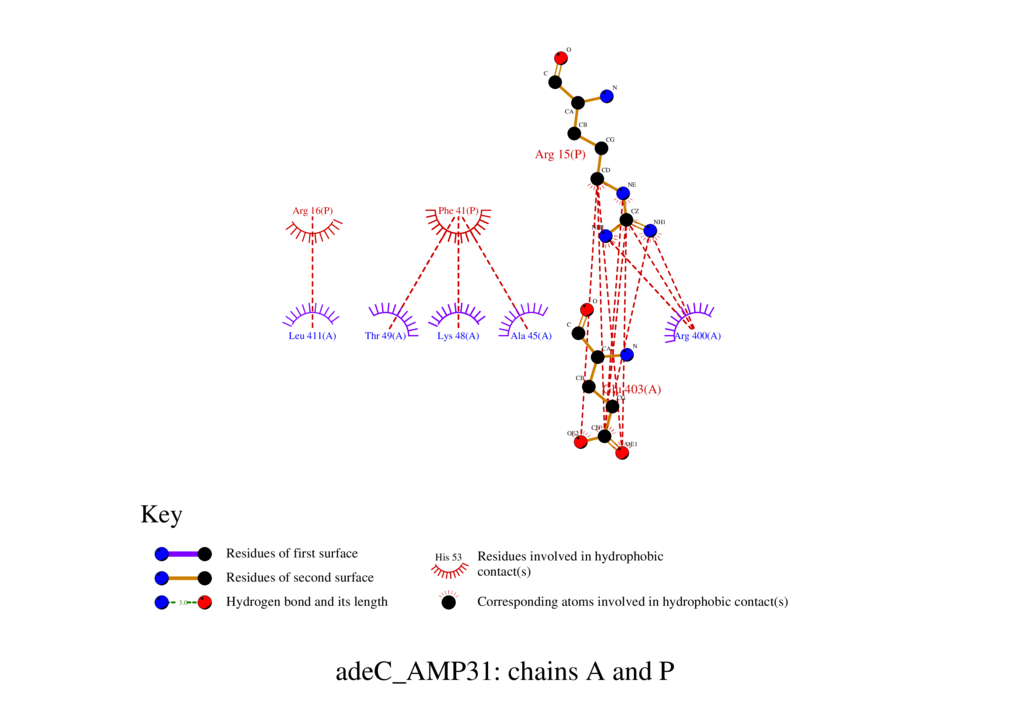 O
C
N
CA
CB
CG
Arg 15(P)
CD
NE
CZ
NH1
Arg 16(P)
Phe 41(P)
O
C
Leu 411(A)
Thr 49(A)
Lys 48(A)
Ala 45(A)
Arg 400(A)
CA
N
CB
403(A)
OE2
OE1
Key
Residues of first surface
Residues of second surface
3.0
Hydrogen bond and its length
His 53
Residues involved in hydrophobic
contact(s)
Corresponding atoms involved in hydrophobic contact(s)
adeC_AMP31: chains A and P